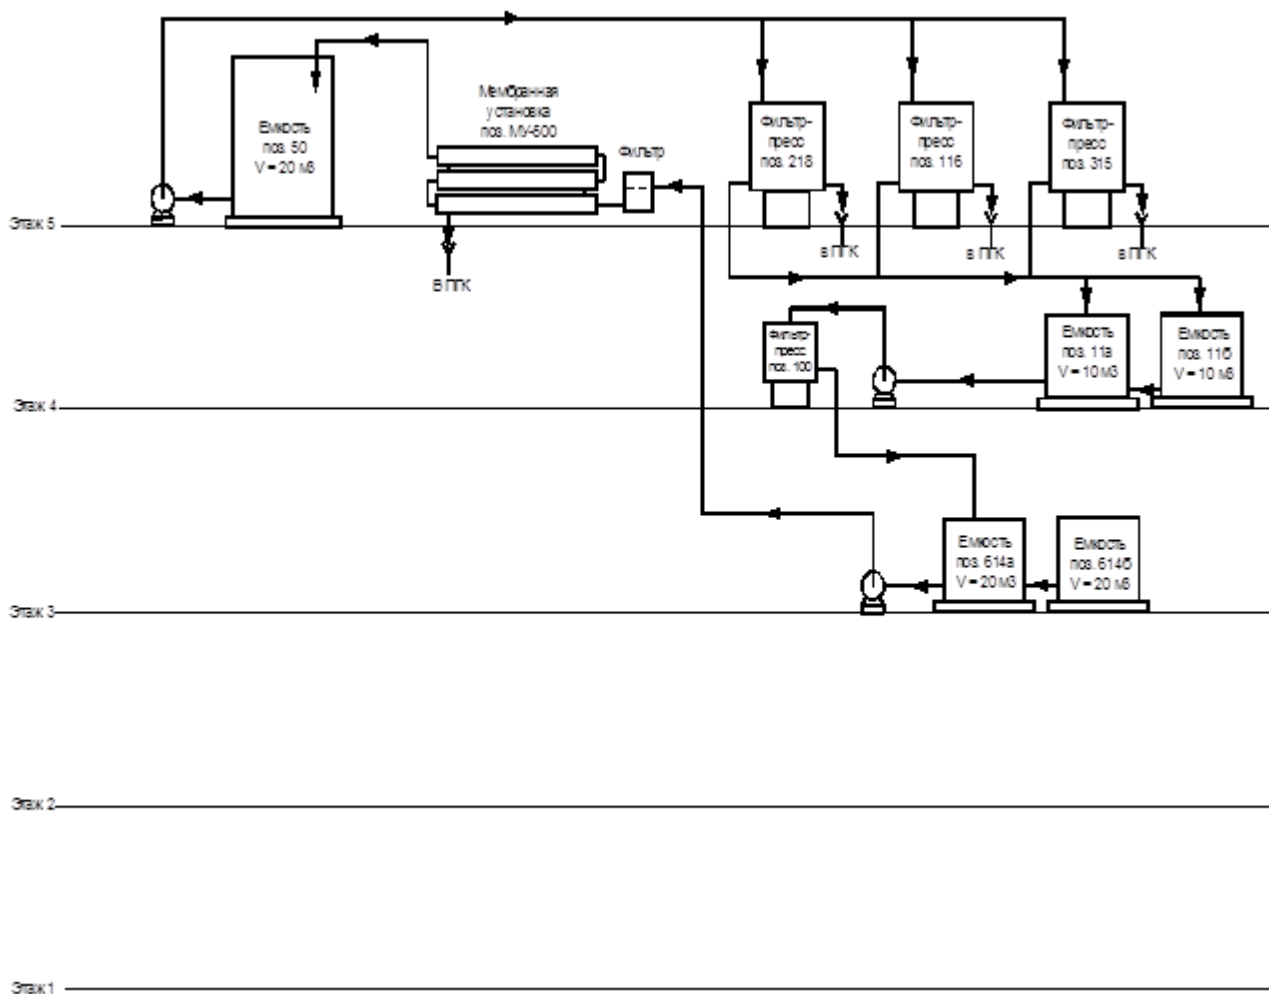 Мембранная
установка
поз. МУ-500
Фильтр
Емкость
поз. 50
V = 20 м3
Фильтр-
пресс
поз. 218
Фильтр-
пресс
поз. 116
Фильтр-
пресс
поз. 315
Этаж 5
в ПГК
в ПГК
в ПГК
В ПГК
Фильтр-
пресс
поз. 100
Емкость
поз. 11а
V = 10 м3
Емкость
поз. 11б
V = 10 м3
Этаж 4
Емкость
поз. 614а
V = 20 м3
Емкость
поз. 614б
V = 20 м3
Этаж 3
Этаж 2
Этаж 1